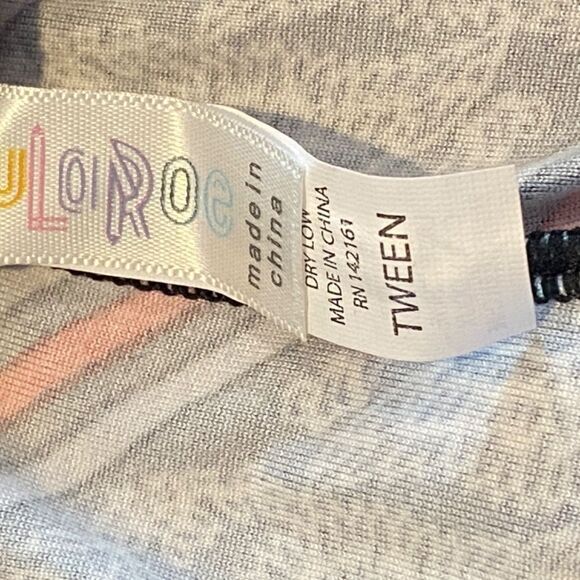 LuLaRoe
made in
china
DRY LOW
MADE IN CHINA
RN 142161
TWEEN